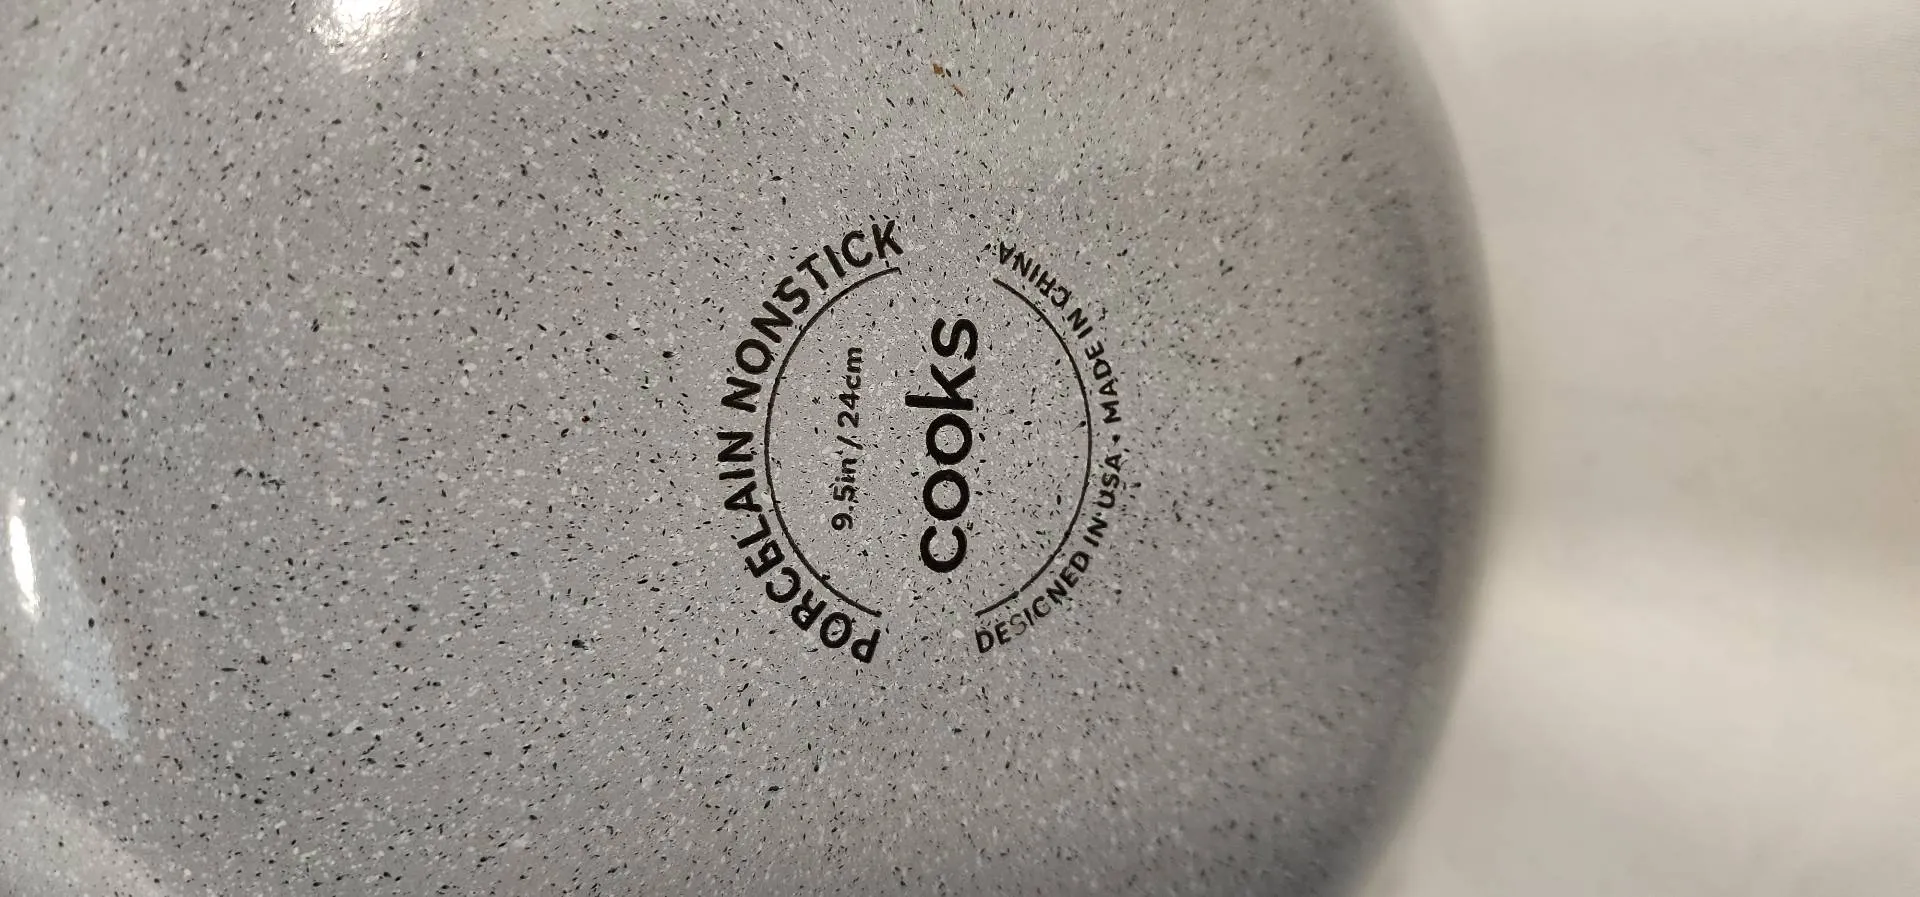 PORCELAIN NONSTICK
9.5in / 24cm
cooks
DESIGNED IN USA • MADE IN CHINA